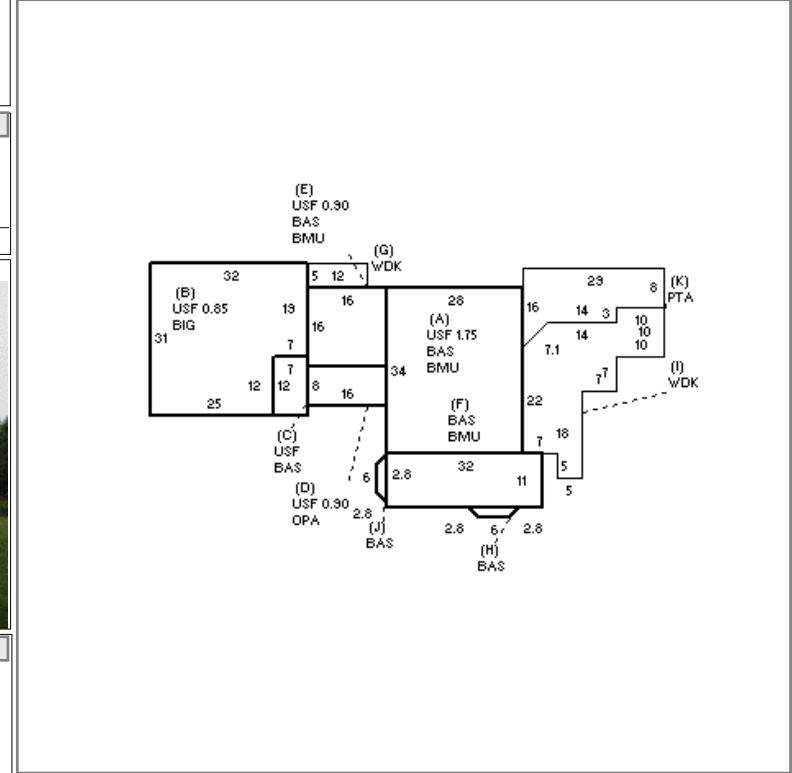 (E)
USF 0.90
BAS
BMU
(G)
WDK
32
5 12
29
8
(K)
PTA
(B)
USF 0.85
BIG
19
16
28
16
14
3
10
10
10
(A)
USF 1.75
BAS
BMU
16
14
31
7
7.1
34
7
7
7
(I)
WDK
12
12
8
16
25
22
(F)
BAS
BMU
(C)
USF
BAS
7
18
32
5
6
2.8
11
5
(D)
USF 0.90
OPA
2.8
(J)
BAS
2.8
6
2.8
(H)
BAS